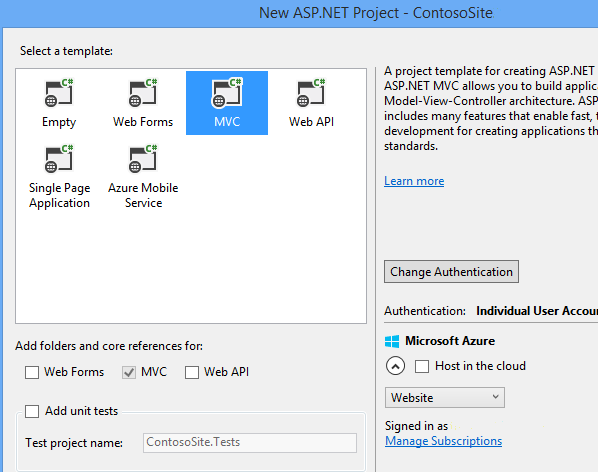 New ASP.NET Project - ContosoSite
Select a template:
C#
C#
C#
C#
Empty
Web Forms
MVC
Web API
C#
C#
Single Page
Application
Azure Mobile
Service
A project template for creating ASP.NET
ASP.NET MVC allows you to build applica
Model-View-Controller architecture. ASP
includes many features that enable fast, t
development for creating applications th
standards.
Learn more
Change Authentication
Authentication: Individual User Accou
Microsoft Azure
Host in the cloud
Website
Signed in as
Manage Subscriptions
Add folders and core references for:
Web Forms
MVC
Web API
Add unit tests
Test project name:
ContosoSite.Tests